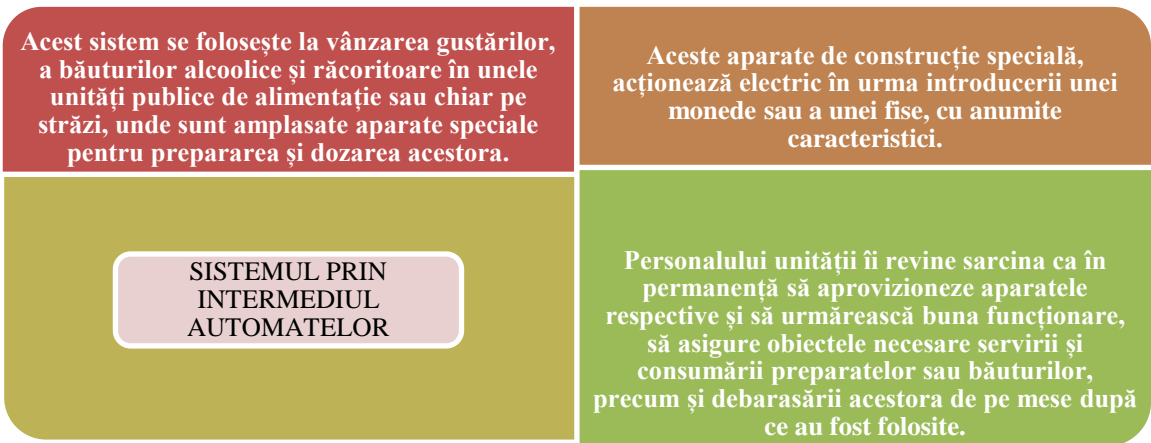 Acest sistem se folosește la vânzarea gustărilor,
a băuturilor alcoolice și răcoritoare în unele
unități publice de alimentație sau chiar pe
străzi, unde sunt amplasate aparate speciale
pentru prepararea și dozarea acestora.
Aceste aparate de construcție specială,
acționează electric în urma introducerii unei
monede sau a unei fise, cu anumite
caracteristici.
SISTEMUL PRIN
INTERMEDIUL
AUTOMATELOR
Personalului unității îi revine sarcina ca în
permanență să aprovizioneze aparatele
respective și să urmărească buna funcționare,
să asigure obiectele necesare servirii și
consumării preparatelor sau băuturilor,
precum și debarasării acestora de pe mese după
ce au fost folosite.